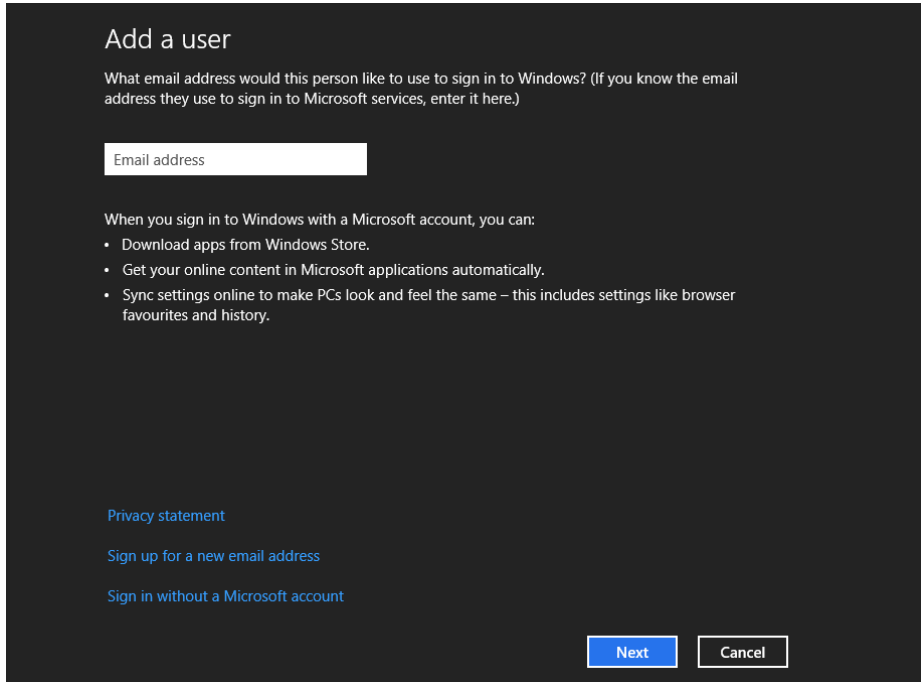 Add a user
What email address would this person like to use to sign in to Windows? (If you know the email
address they use to sign in to Microsoft services, enter it here.)
Email address
When you sign in to Windows with a Microsoft account, you can:
• Download apps from Windows Store.
• Get your online content in Microsoft applications automatically.
• Sync settings online to make PCs look and feel the same – this includes settings like browser
favourites and history.
Privacy statement
Sign up for a new email address
Sign in without a Microsoft account
Next Cancel